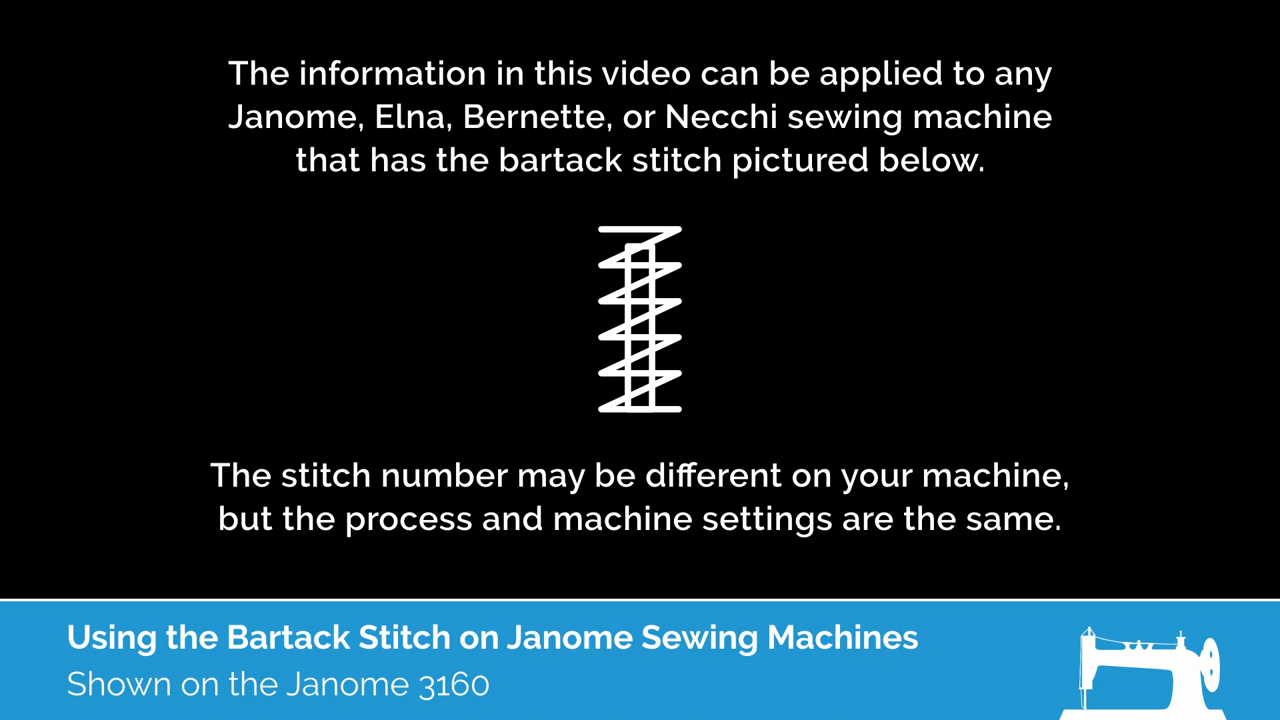 The information in this video can be applied to any
Janome, Elna, Bernette, or Necchi sewing machine
that has the bartack stitch pictured below.
The stitch number may be different on your machine,
but the process and machine settings are the same.
Using the Bartack Stitch on Janome Sewing Machines
Shown on the Janome 3160